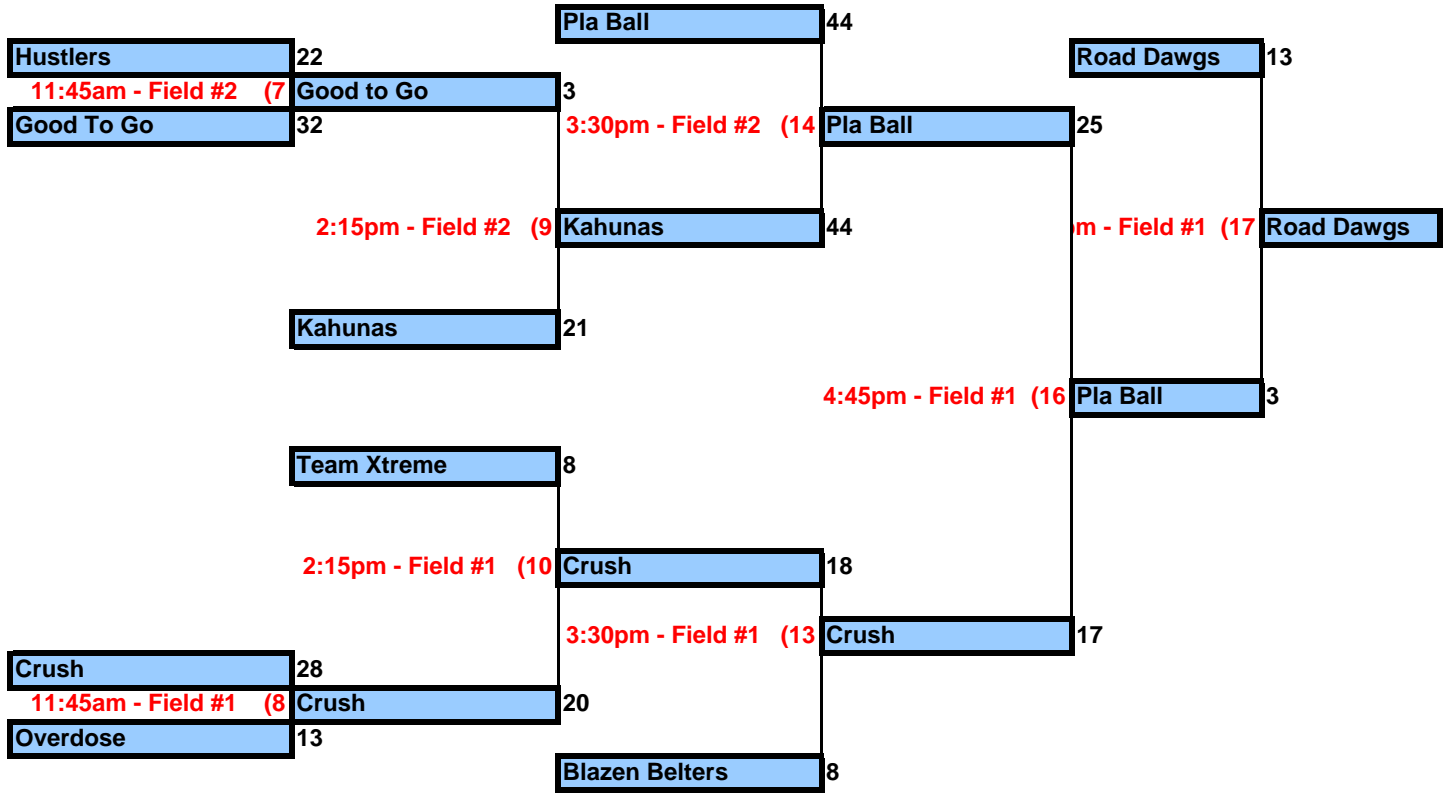 Pla Ball 44
Hustlers 22 Road Dawgs 13
11:45am - Field #2 (7 Good to Go 3
Good To Go 32 3:30pm - Field #2 (14 Pla Ball 25
2:15pm - Field #2 (9 Kahunas 44 m - Field #1 (17 Road Dawgs
Kahunas 21
4:45pm - Field #1 (16 Pla Ball 3
Team Xtreme 8
2:15pm - Field #1 (10 Crush 18
3:30pm - Field #1 (13 Crush 17
Crush 28
11:45am - Field #1 (8 Crush 20
Overdose 13
Blazen Belters 8